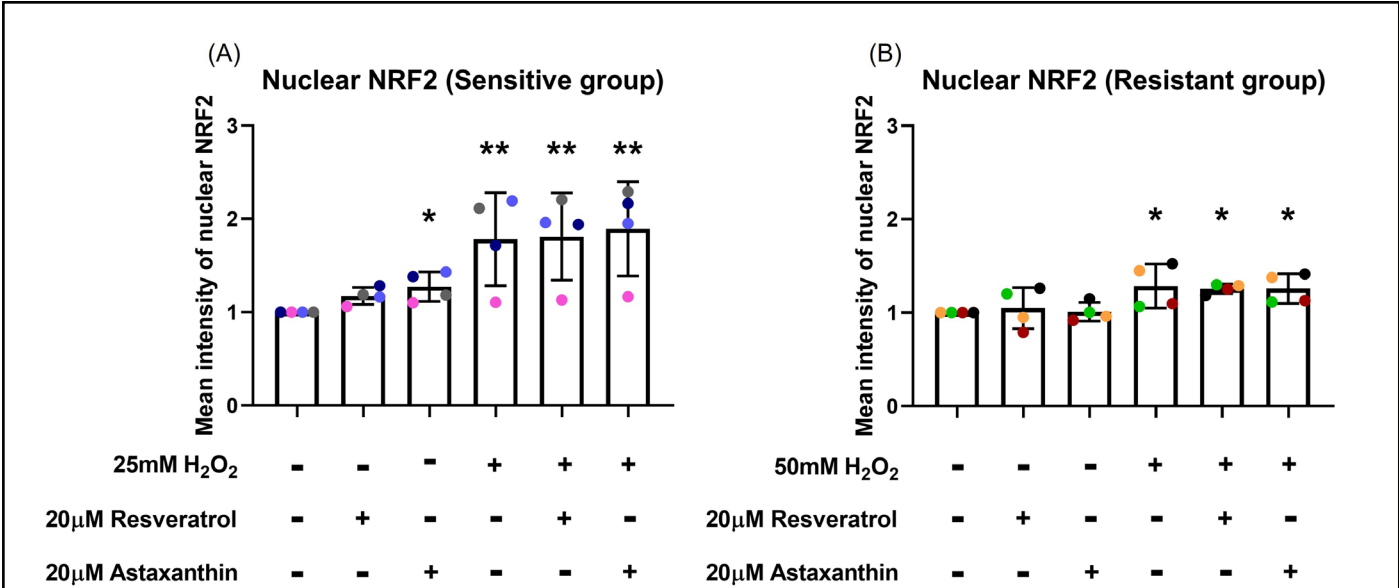 (A)
Nuclear NRF2 (Sensitive group)
Mean intensity of nuclear NRF2
3
2
1
0
*
**
**
**
25mM H₂O₂ - - - + + +
20μM Resveratrol - + - - + -
20μM Astaxanthin - - + - - +
(B)
Nuclear NRF2 (Resistant group)
Mean intensity of nuclear NRF2
3
2
1
0
*
*
*
50mM H₂O₂ - - - + + +
20μM Resveratrol - + - - + -
20μM Astaxanthin - - + - - +